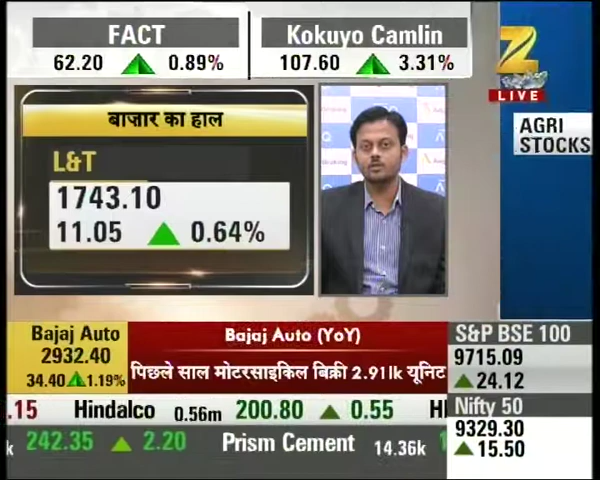 FACT
62.20 0.89%
Kokuyo Camlin
107.60 3.31%
LIVE
AGRI
STOCKS
बाज़ार का हाल
L&T
1743.10
11.05 0.64%
Bajaj Auto
2932.40
34.40 1.19%
Bajaj Auto (YoY)
पिछले साल मोटरसाइकिल बिक्री 2.91lk यूनिट
S&P BSE 100
9715.09
24.12
Nifty 50
9329.30
15.50
.15 Hindalco 0.56m 200.80 0.55
242.35 2.20 Prism Cement 14.36k